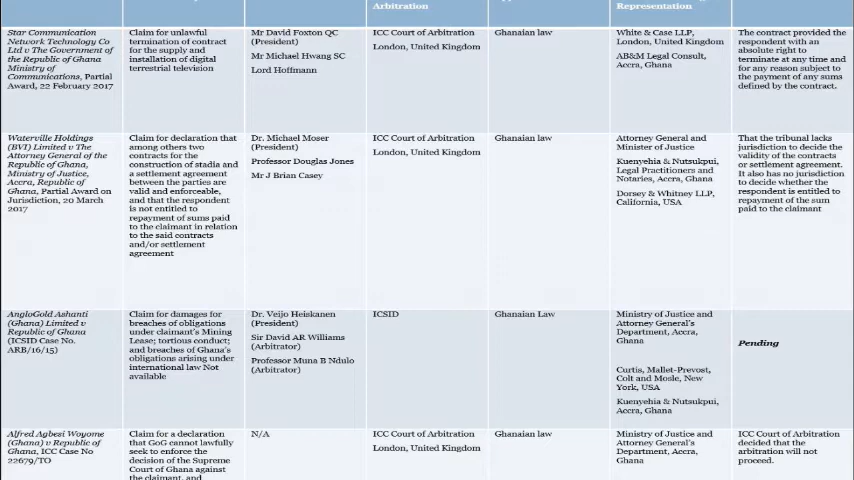 Arbitration
Representation
Star Communication
Network Technology Co
Ltd v The Government of
the Republic of Ghana
Ministry of
Communications, Partial
Award, 22 February 2017
Claim for unlawful
termination of contract
for the supply and
installation of digital
terrestrial television
Mr David Foxton QC
(President)
Mr Michael Hwang SC
Lord Hoffmann
ICC Court of Arbitration
London, United Kingdom
Ghanaian law
White & Case LLP,
London, United Kingdom
AB&M Legal Consult,
Accra, Ghana
The contract provided the
respondent with an
absolute right to
terminate at any time and
for any reason subject to
the payment of any sums
defined by the contract.
Waterville Holdings
(BVI) Limited v The
Attorney General of the
Republic of Ghana,
Ministry of Justice,
Accra, Republic of
Ghana, Partial Award on
Jurisdiction, 20 March
2017
Claim for declaration that
among others two
contracts for the
construction of stadia and
a settlement agreement
between the parties are
valid and enforceable,
and that the respondent
is not entitled to
repayment of sums paid
to the claimant in relation
to the said contracts
and/or settlement
agreement
Dr. Michael Moser
(President)
Professor Douglas Jones
Mr J Brian Casey
ICC Court of Arbitration
London, United Kingdom
Ghanaian law
Attorney General and
Minister of Justice
Kuenyehia & Nutsukpui,
Legal Practitioners and
Notaries, Accra, Ghana
Dorsey & Whitney LLP,
California, USA
That the tribunal lacks
jurisdiction to decide the
validity of the contracts
or settlement agreement.
It also has no jurisdiction
to decide whether the
respondent is entitled to
repayment of the sum
paid to the claimant
AngloGold Ashanti
(Ghana) Limited v
Republic of Ghana
(ICSID Case No.
ARB/16/15)
Claim for damages for
breaches of obligations
under claimant's Mining
Lease; tortious conduct;
and breaches of Ghana's
obligations arising under
international law Not
available
Dr. Veijo Heiskanen
(President)
Sir David AR Williams
(Arbitrator)
Professor Muna B Ndulo
(Arbitrator)
ICSID
Ghanaian Law
Ministry of Justice and
Attorney General's
Department, Accra,
Ghana
Curtis, Mallet-Prevost,
Colt and Mosle, New
York, USA
Kuenyehia & Nutsukpui,
Accra, Ghana
Pending
Alfred Agbesi Woyome
(Ghana) v Republic of
Ghana, ICC Case No
22679/TO
Claim for a declaration
that GoG cannot lawfully
seek to enforce the
decision of the Supreme
Court of Ghana against
the claimant, and
N/A
ICC Court of Arbitration
London, United Kingdom
Ghanaian law
Ministry of Justice and
Attorney General's
Department, Accra,
Ghana
ICC Court of Arbitration
decided that the
arbitration will not
proceed.